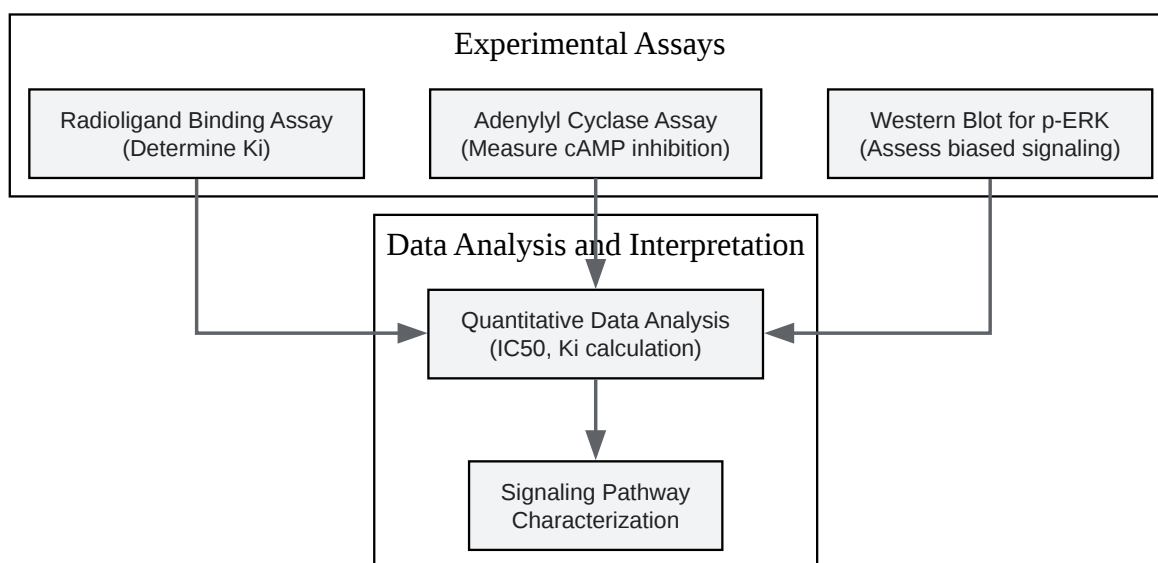 Experimental Assays
Radioligand Binding Assay
(Determine Ki)
Adenylyl Cyclase Assay
(Measure cAMP inhibition)
Western Blot for p-ERK
(Assess biased signaling)
Data Analysis and Interpretation
Quantitative Data Analysis
(IC50, Ki calculation)
Signaling Pathway
Characterization